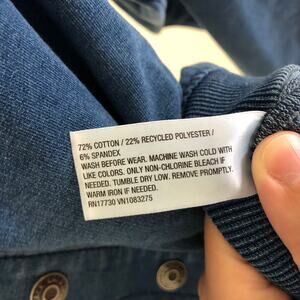 72% COTTON / 22% RECYCLED POLYESTER /
6% SPANDEX
WASH BEFORE WEAR. MACHINE WASH COLD WITH
LIKE COLORS. ONLY NON-CHLORINE BLEACH IF
NEEDED. TUMBLE DRY LOW. REMOVE PROMPTLY.
WARM IRON IF NEEDED.
RN17730 VN1083275